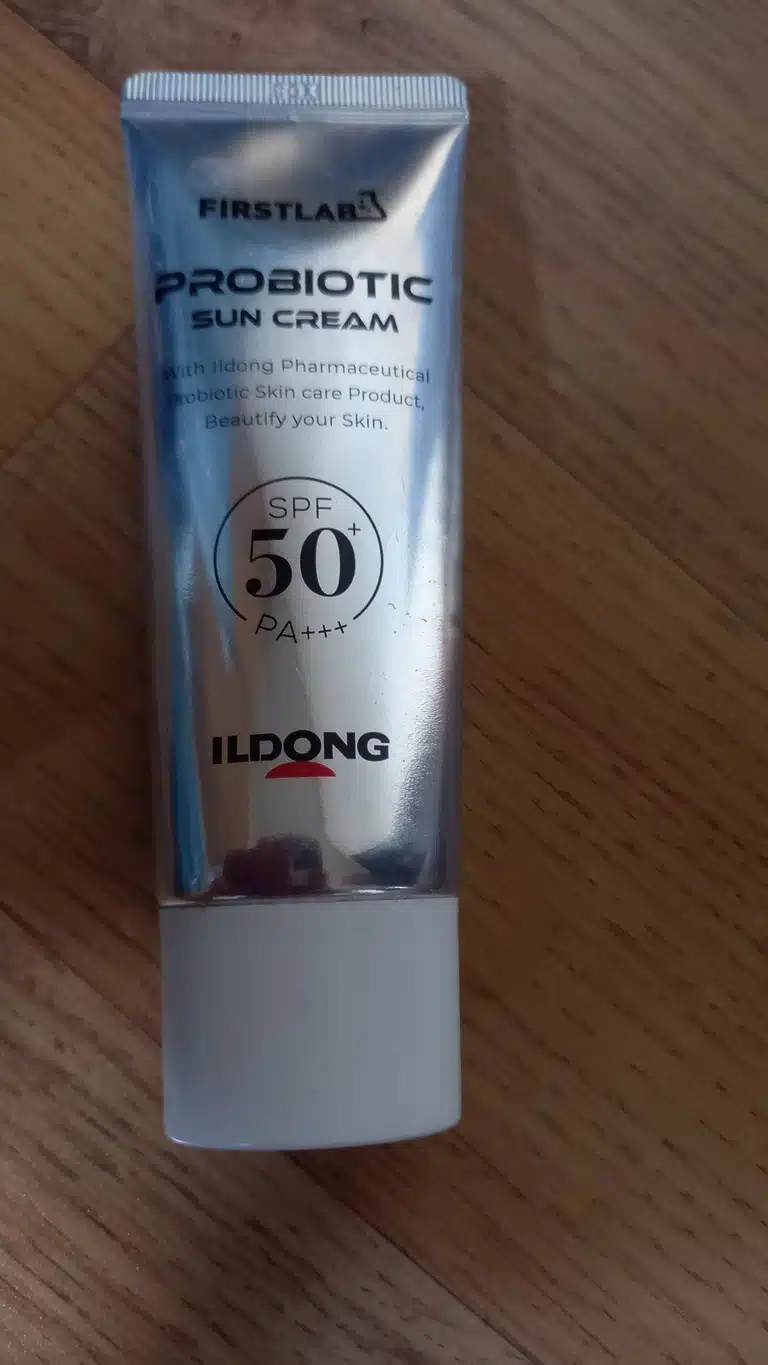 FIRSTLAB
PROBIOTIC
SUN CREAM
With Ildong Pharmaceutical
Probiotic Skin care Product,
Beautify your Skin.
SPF
50+
PA+++
ILDONG